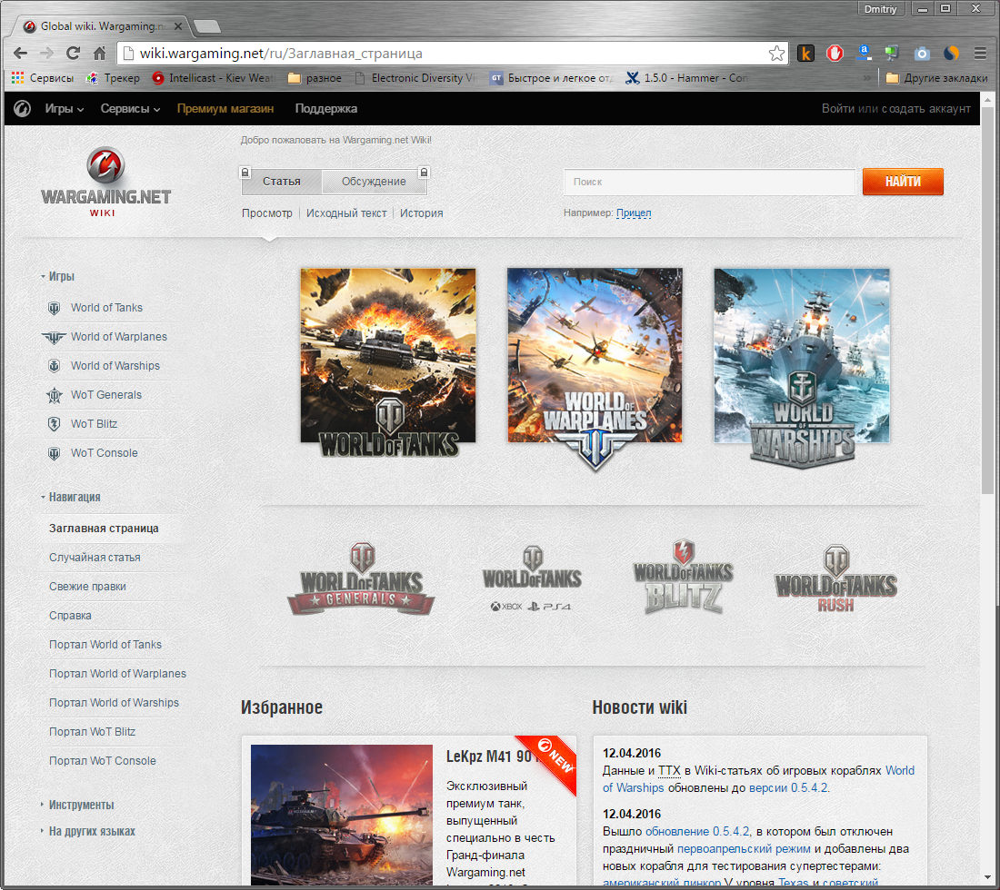 Dmitriy
Global wiki. Wargaming.n
wiki.wargaming.net/ru/Заглавная_страница
Сервисы Трекер Intellicast - Kiev Weat разное Electronic Diversity Vi GT Быстрое и легкое от 1.5.0 - Hammer - Con » Другие закладки
Игры Сервисы Премиум магазин Поддержка Войти или создать аккаунт
Добро пожаловать на Wargaming.net Wiki!
WARGAMING.NET
WIKI
Статья Обсуждение
Поиск НАЙТИ
Просмотр Исходный текст История
Например: Прицел
Игры
World of Tanks
World of Warplanes
World of Warships
WoT Generals
WoT Blitz
WoT Console
WORLD OF TANKS
WORLD OF WARPLANES
WORLD OF WARSHIPS
Навигация
Заглавная страница
Случайная статья
Свежие правки
Справка
Портал World of Tanks
Портал World of Warplanes
Портал World of Warships
Портал WoT Blitz
Портал WoT Console
Инструменты
На других языках
WORLD OF TANKS
GENERALS
WORLD OF TANKS
XBOX PS4
WORLD OF TANKS
BLITZ
WORLD OF TANKS
RUSH
Избранное
LeKpz M41 90
NEW
Эксклюзивный
премиум танк,
выпущенный
специально в честь
Гранд-финала
Wargaming.net
Новости wiki
12.04.2016
Данные и ТТХ в Wiki-статьях об игровых кораблях World
of Warships обновлены до версии 0.5.4.2.
12.04.2016
Вышло обновление 0.5.4.2, в котором был отключен
праздничный первоапрельский режим и добавлены два
новых корабля для тестирования супертестерами:
американский линкор V уровня Texas и советский